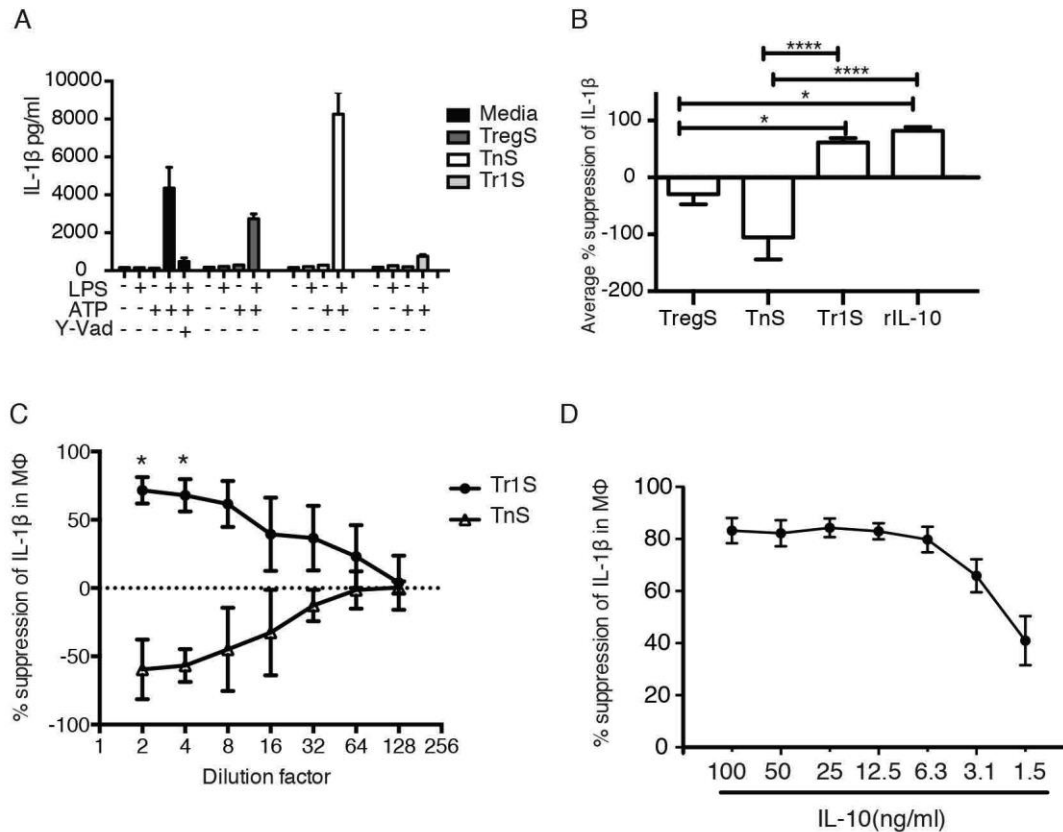 A
IL-1β pg/ml
10000
8000
6000
4000
2000
0
Media
TregS
TnS
Tr1S
LPS - + - + + - + - + - + - + - + - +
ATP - - + + + - - + + - - + + - - + +
Y-Vad - - - - + - - - - - - - - - - - -
B
Average % suppression of IL-1β
100
0
-100
-200
****
****
*
*
TregS TnS Tr1S rIL-10
C
% suppression of IL-1β in MΦ
100
50
0
-50
-100
* *
Tr1S
TnS
1 2 4 8 16 32 64 128 256
Dilution factor
D
% suppression of IL-1β in MΦ
100
80
60
40
20
0
100 50 25 12.5 6.3 3.1 1.5
IL-10(ng/ml)